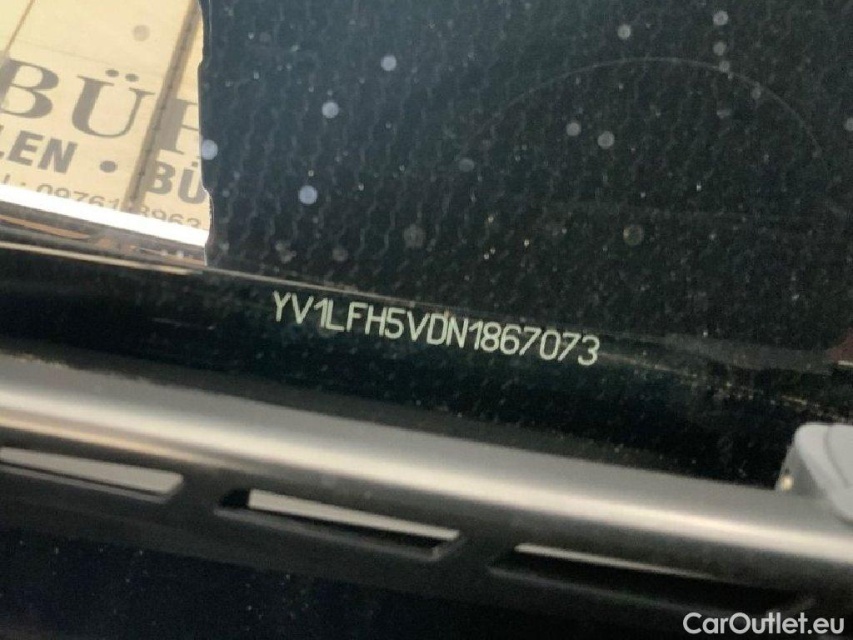 BÜ
LEN • BÜ
YV1LFH5VDN1867073
CarOutlet.eu